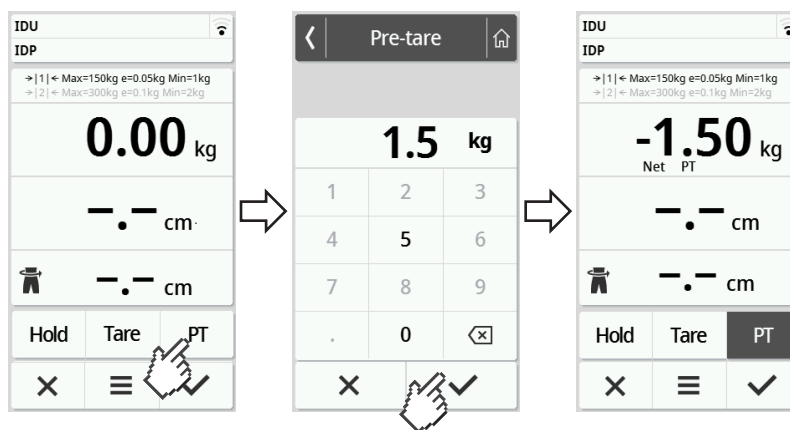 IDU
IDP
→|1|← Max=150kg e=0.05kg Min=1kg
→|2|← Max=300kg e=0.1kg Min=2kg
0.00 kg
–.– cm
–.– cm
Hold Tare PT
Pre-tare
1.5 kg
1 2 3
4 5 6
7 8 9
. 0
IDU
IDP
→|1|← Max=150kg e=0.05kg Min=1kg
→|2|← Max=300kg e=0.1kg Min=2kg
-1.50 kg
Net PT
–.– cm
–.– cm
Hold Tare PT